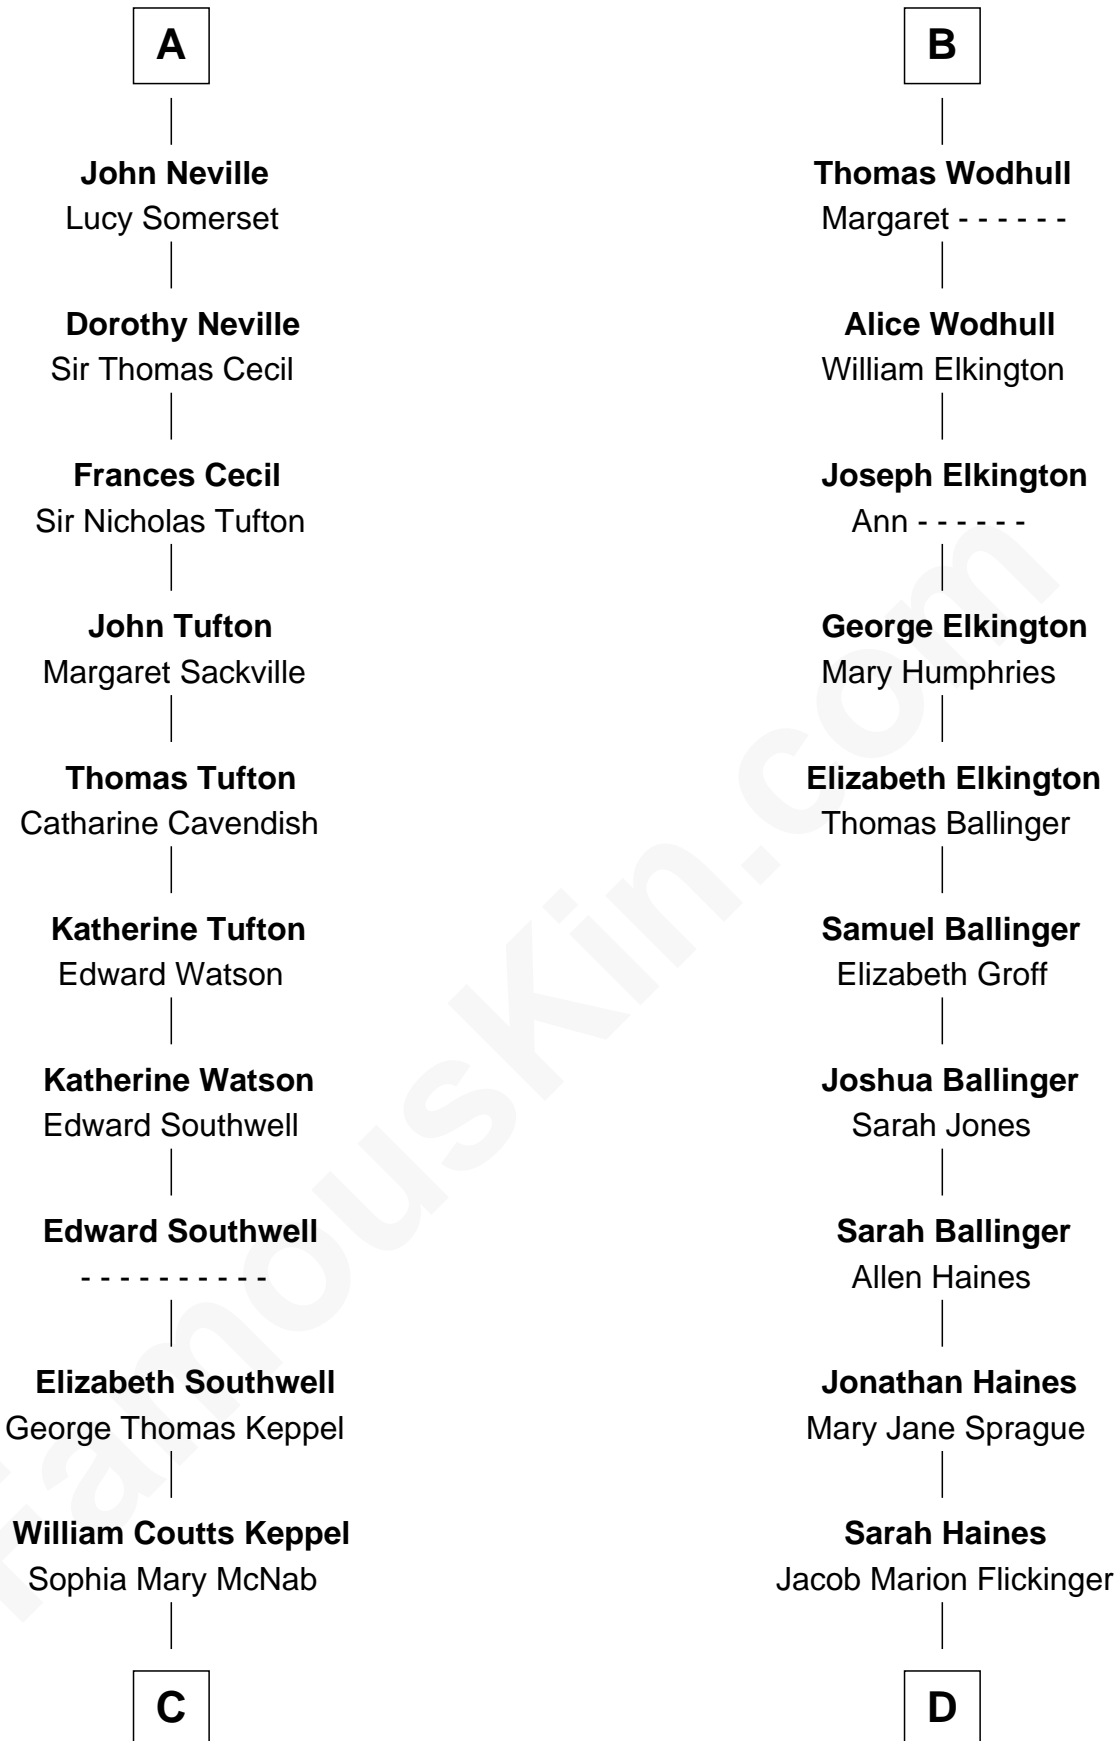 A
John Neville
Lucy Somerset
Dorothy Neville
Sir Thomas Cecil
Frances Cecil
Sir Nicholas Tufton
John Tufton
Margaret Sackville
Thomas Tufton
Catharine Cavendish
Katherine Tufton
Edward Watson
Katherine Watson
Edward Southwell
Edward Southwell
- - - - - - - - - -
Elizabeth Southwell
George Thomas Keppel
William Coutts Keppel
Sophia Mary McNab
C
B
Thomas Wodhull
Margaret - - - - - -
Alice Wodhull
William Elkington
Joseph Elkington
Ann - - - - - -
George Elkington
Mary Humphries
Elizabeth Elkington
Thomas Ballinger
Samuel Ballinger
Elizabeth Groff
Joshua Ballinger
Sarah Jones
Sarah Ballinger
Allen Haines
Jonathan Haines
Mary Jane Sprague
Sarah Haines
Jacob Marion Flickinger
D
FamousKin.com